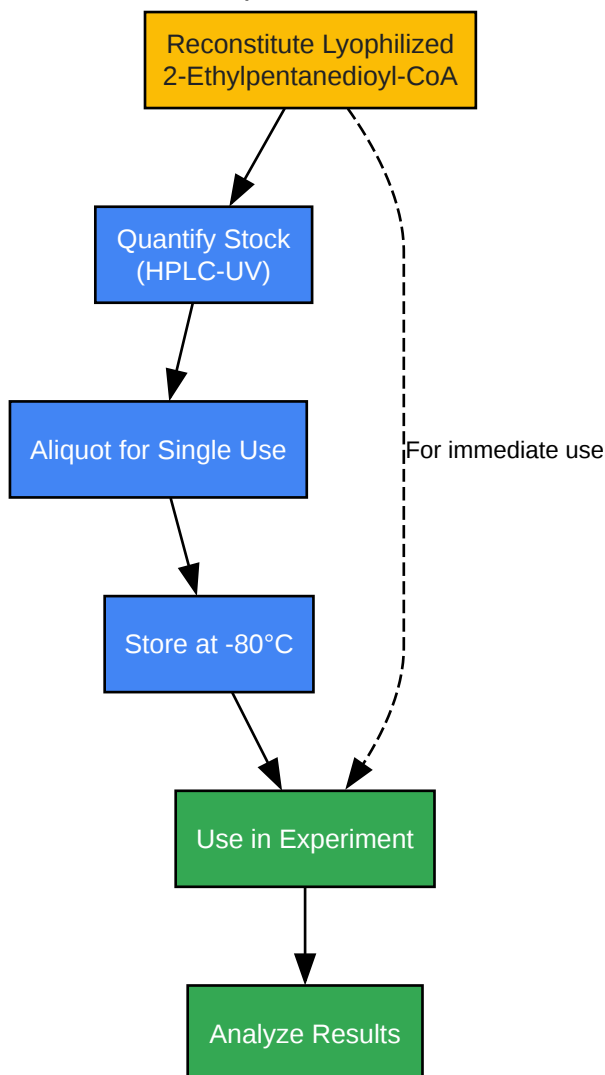 Reconstitute Lyophilized
2-Ethylpentanedioyl-CoA
Quantify Stock
(HPLC-UV)
Aliquot for Single Use
For immediate use
Store at -80°C
Use in Experiment
Analyze Results